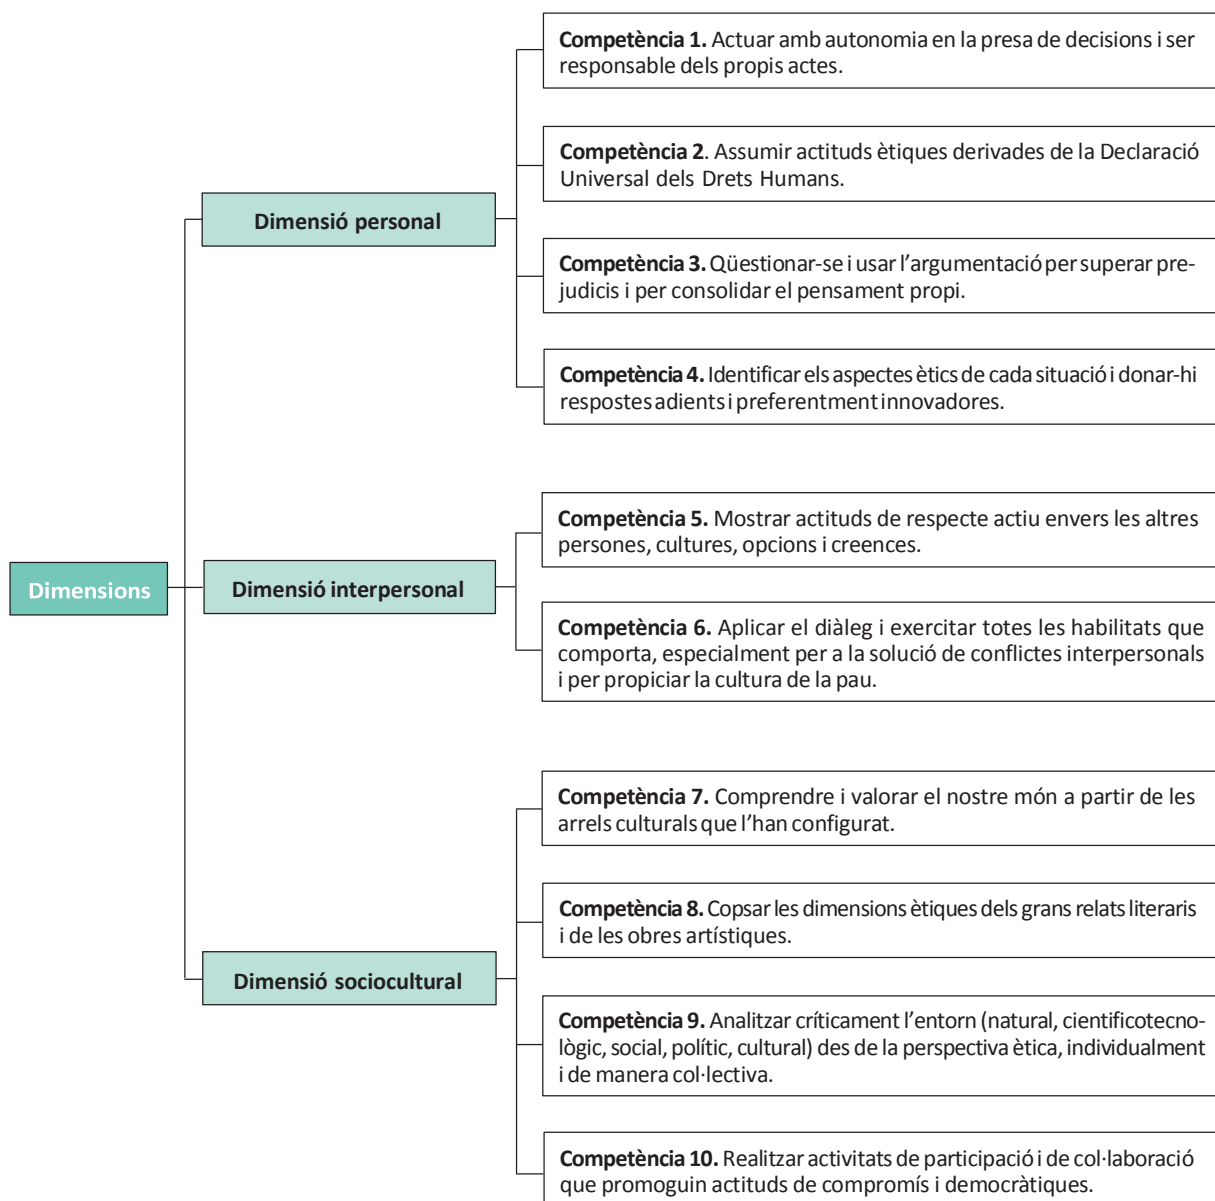 Competència 1. Actuar amb autonomia en la presa de decisions i ser
responsable dels propis actes.
Competència 2. Assumir actituds ètiques derivades de la Declaració
Universal dels Drets Humans.
Dimensió personal
Competència 3. Qüestionar-se i usar l’argumentació per superar pre-
judicis i per consolidar el pensament propi.
Competència 4. Identificar els aspectes ètics de cada situació i donar-hi
respostes adients i preferentment innovadores.
Competència 5. Mostrar actituds de respecte actiu envers les altres
persones, cultures, opcions i creences.
Dimensions
Dimensió interpersonal
Competència 6. Aplicar el diàleg i exercitar totes les habilitats que
comporta, especialment per a la solució de conflictes interpersonals
i per propiciar la cultura de la pau.
Competència 7. Comprendre i valorar el nostre món a partir de les
arrels culturals que l’han configurat.
Competència 8. Copsar les dimensions ètiques dels grans relats literaris
i de les obres artístiques.
Dimensió sociocultural
Competència 9. Analitzar críticament l’entorn (natural, cientificotecno-
lògic, social, polític, cultural) des de la perspectiva ètica, individualment
i de manera col·lectiva.
Competència 10. Realitzar activitats de participació i de col·laboració
que promoguin actituds de compromís i democràtiques.